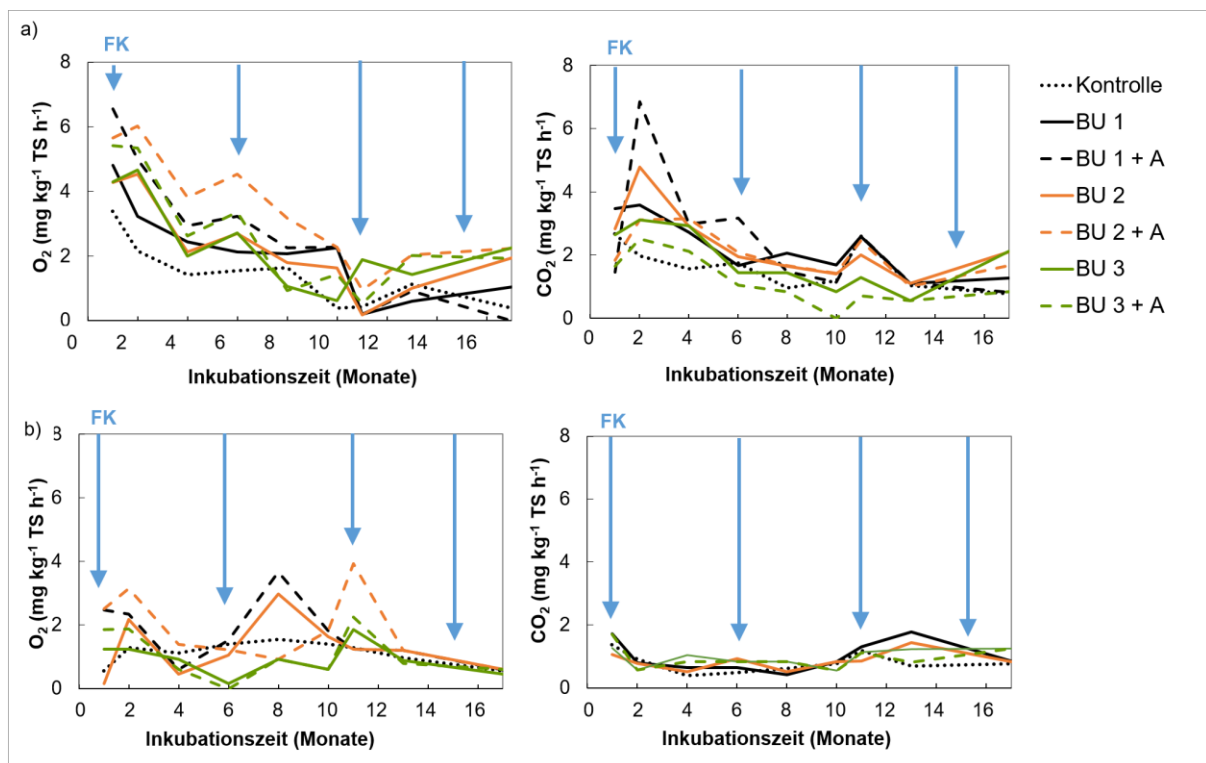 a)
FK
O₂ (mg kg⁻¹ TS h⁻¹)
8
6
4
2
0
0 2 4 6 8 10 12 14 16
Inkubationszeit (Monate)
FK
CO₂ (mg kg⁻¹ TS h⁻¹)
8
6
4
2
0
0 2 4 6 8 10 12 14 16
Inkubationszeit (Monate)
Kontrolle
BU 1
BU 1 + A
BU 2
BU 2 + A
BU 3
BU 3 + A
b)
FK
O₂ (mg kg⁻¹ TS h⁻¹)
8
6
4
2
0
0 2 4 6 8 10 12 14 16
Inkubationszeit (Monate)
FK
CO₂ (mg kg⁻¹ TS h⁻¹)
8
6
4
2
0
0 2 4 6 8 10 12 14 16
Inkubationszeit (Monate)